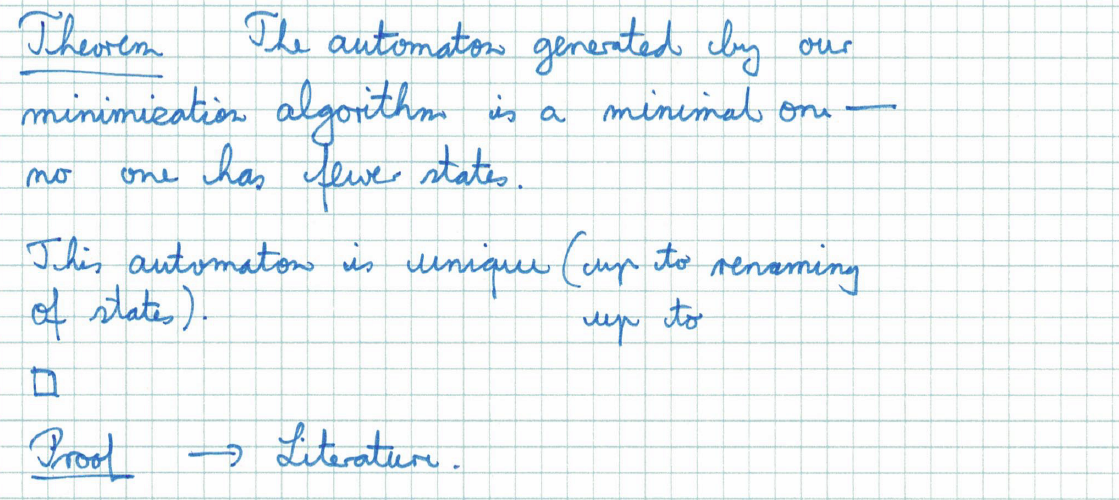 Theorem The automaton generated by our
minimization algorithm is a minimal one —
no one has fewer states.
This automaton is unique (up to renaming
of states). up to
□
Proof → Literature.